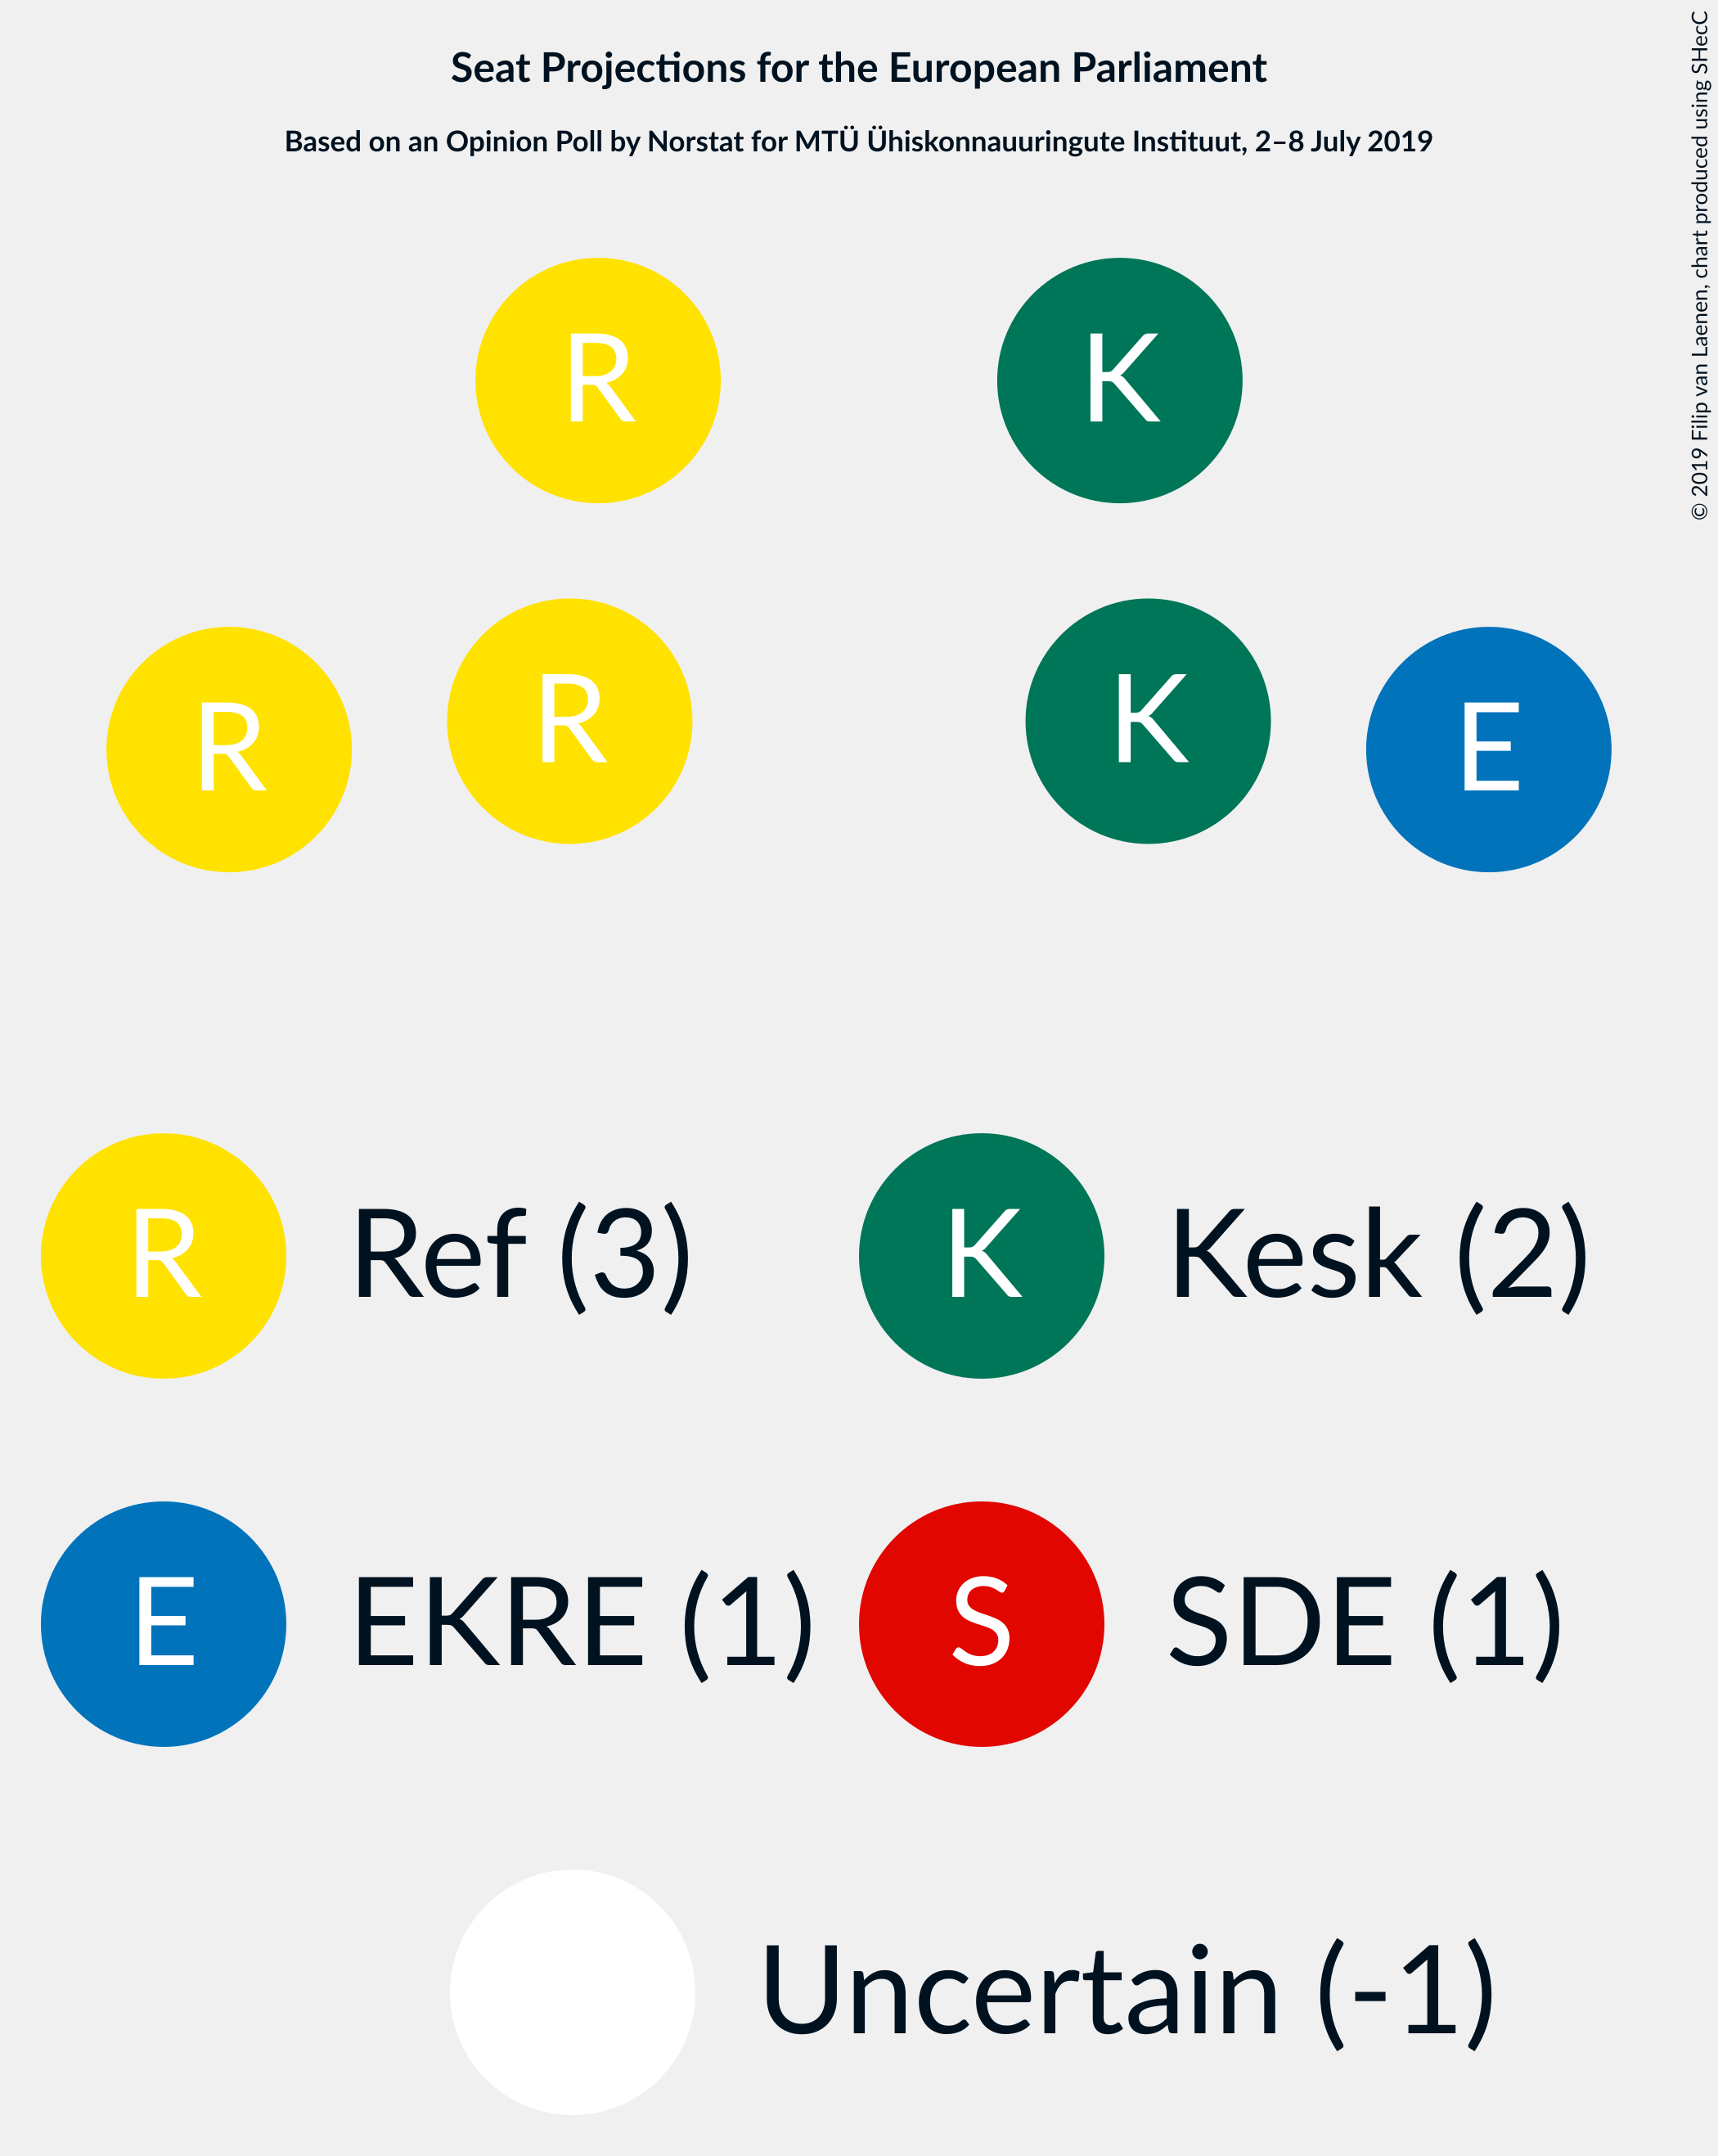 Seat Projections for the European Parliament
Based on an Opinion Poll by Norstat for MTÜ Ühiskonnauuringute Instituut, 2–8 July 2019
© 2019 Filip van Laenen, chart produced using SHecC
R
K
R
R
K
E
R Ref (3)
K Kesk (2)
E EKRE (1)
S SDE (1)
Uncertain (-1)